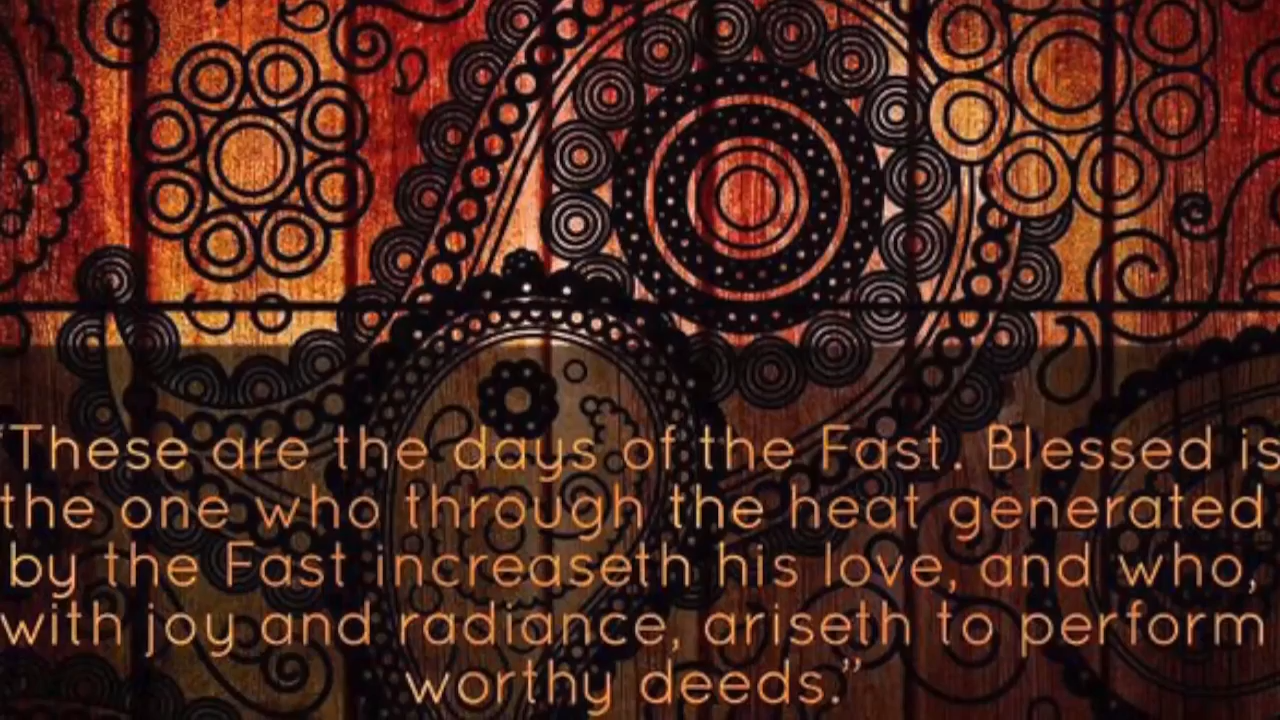 “These are the days of the Fast. Blessed is
the one who through the heat generated
by the Fast increaseth his love, and who,
with joy and radiance, ariseth to perform
worthy deeds.”